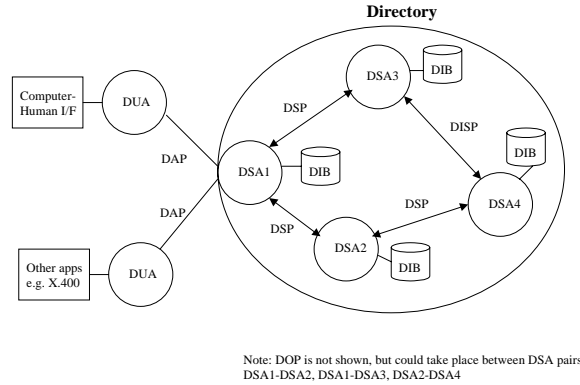 Directory
Computer-
Human I/F
DUA
DSA3
DIB
DSP
DISP
DAP
DSA1
DIB
DIB
DAP
DSP
DSP
DSA4
Other apps
e.g. X.400
DUA
DSA2
DIB
Note: DOP is not shown, but could take place between DSA pairs
DSA1-DSA2, DSA1-DSA3, DSA2-DSA4